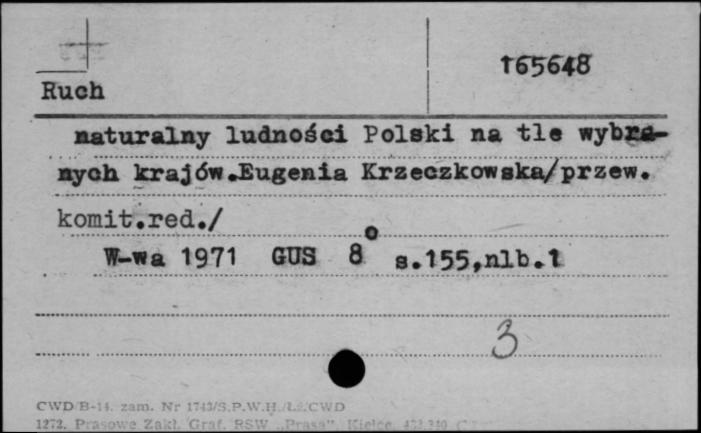 165648
Ruch
naturalny ludności Polski na tle wybra-
nych krajów.Eugenia Krzeczkowska/przew.
komit.red./
W-wa 1971 GUS 8° s.155,nlb.1
3
CWD/B-14. zam. Nr 1743/S.P.W.H./Ł.CWD
1272. Prasowe Zakł. Graf. RSW „Prasa", Kielce.